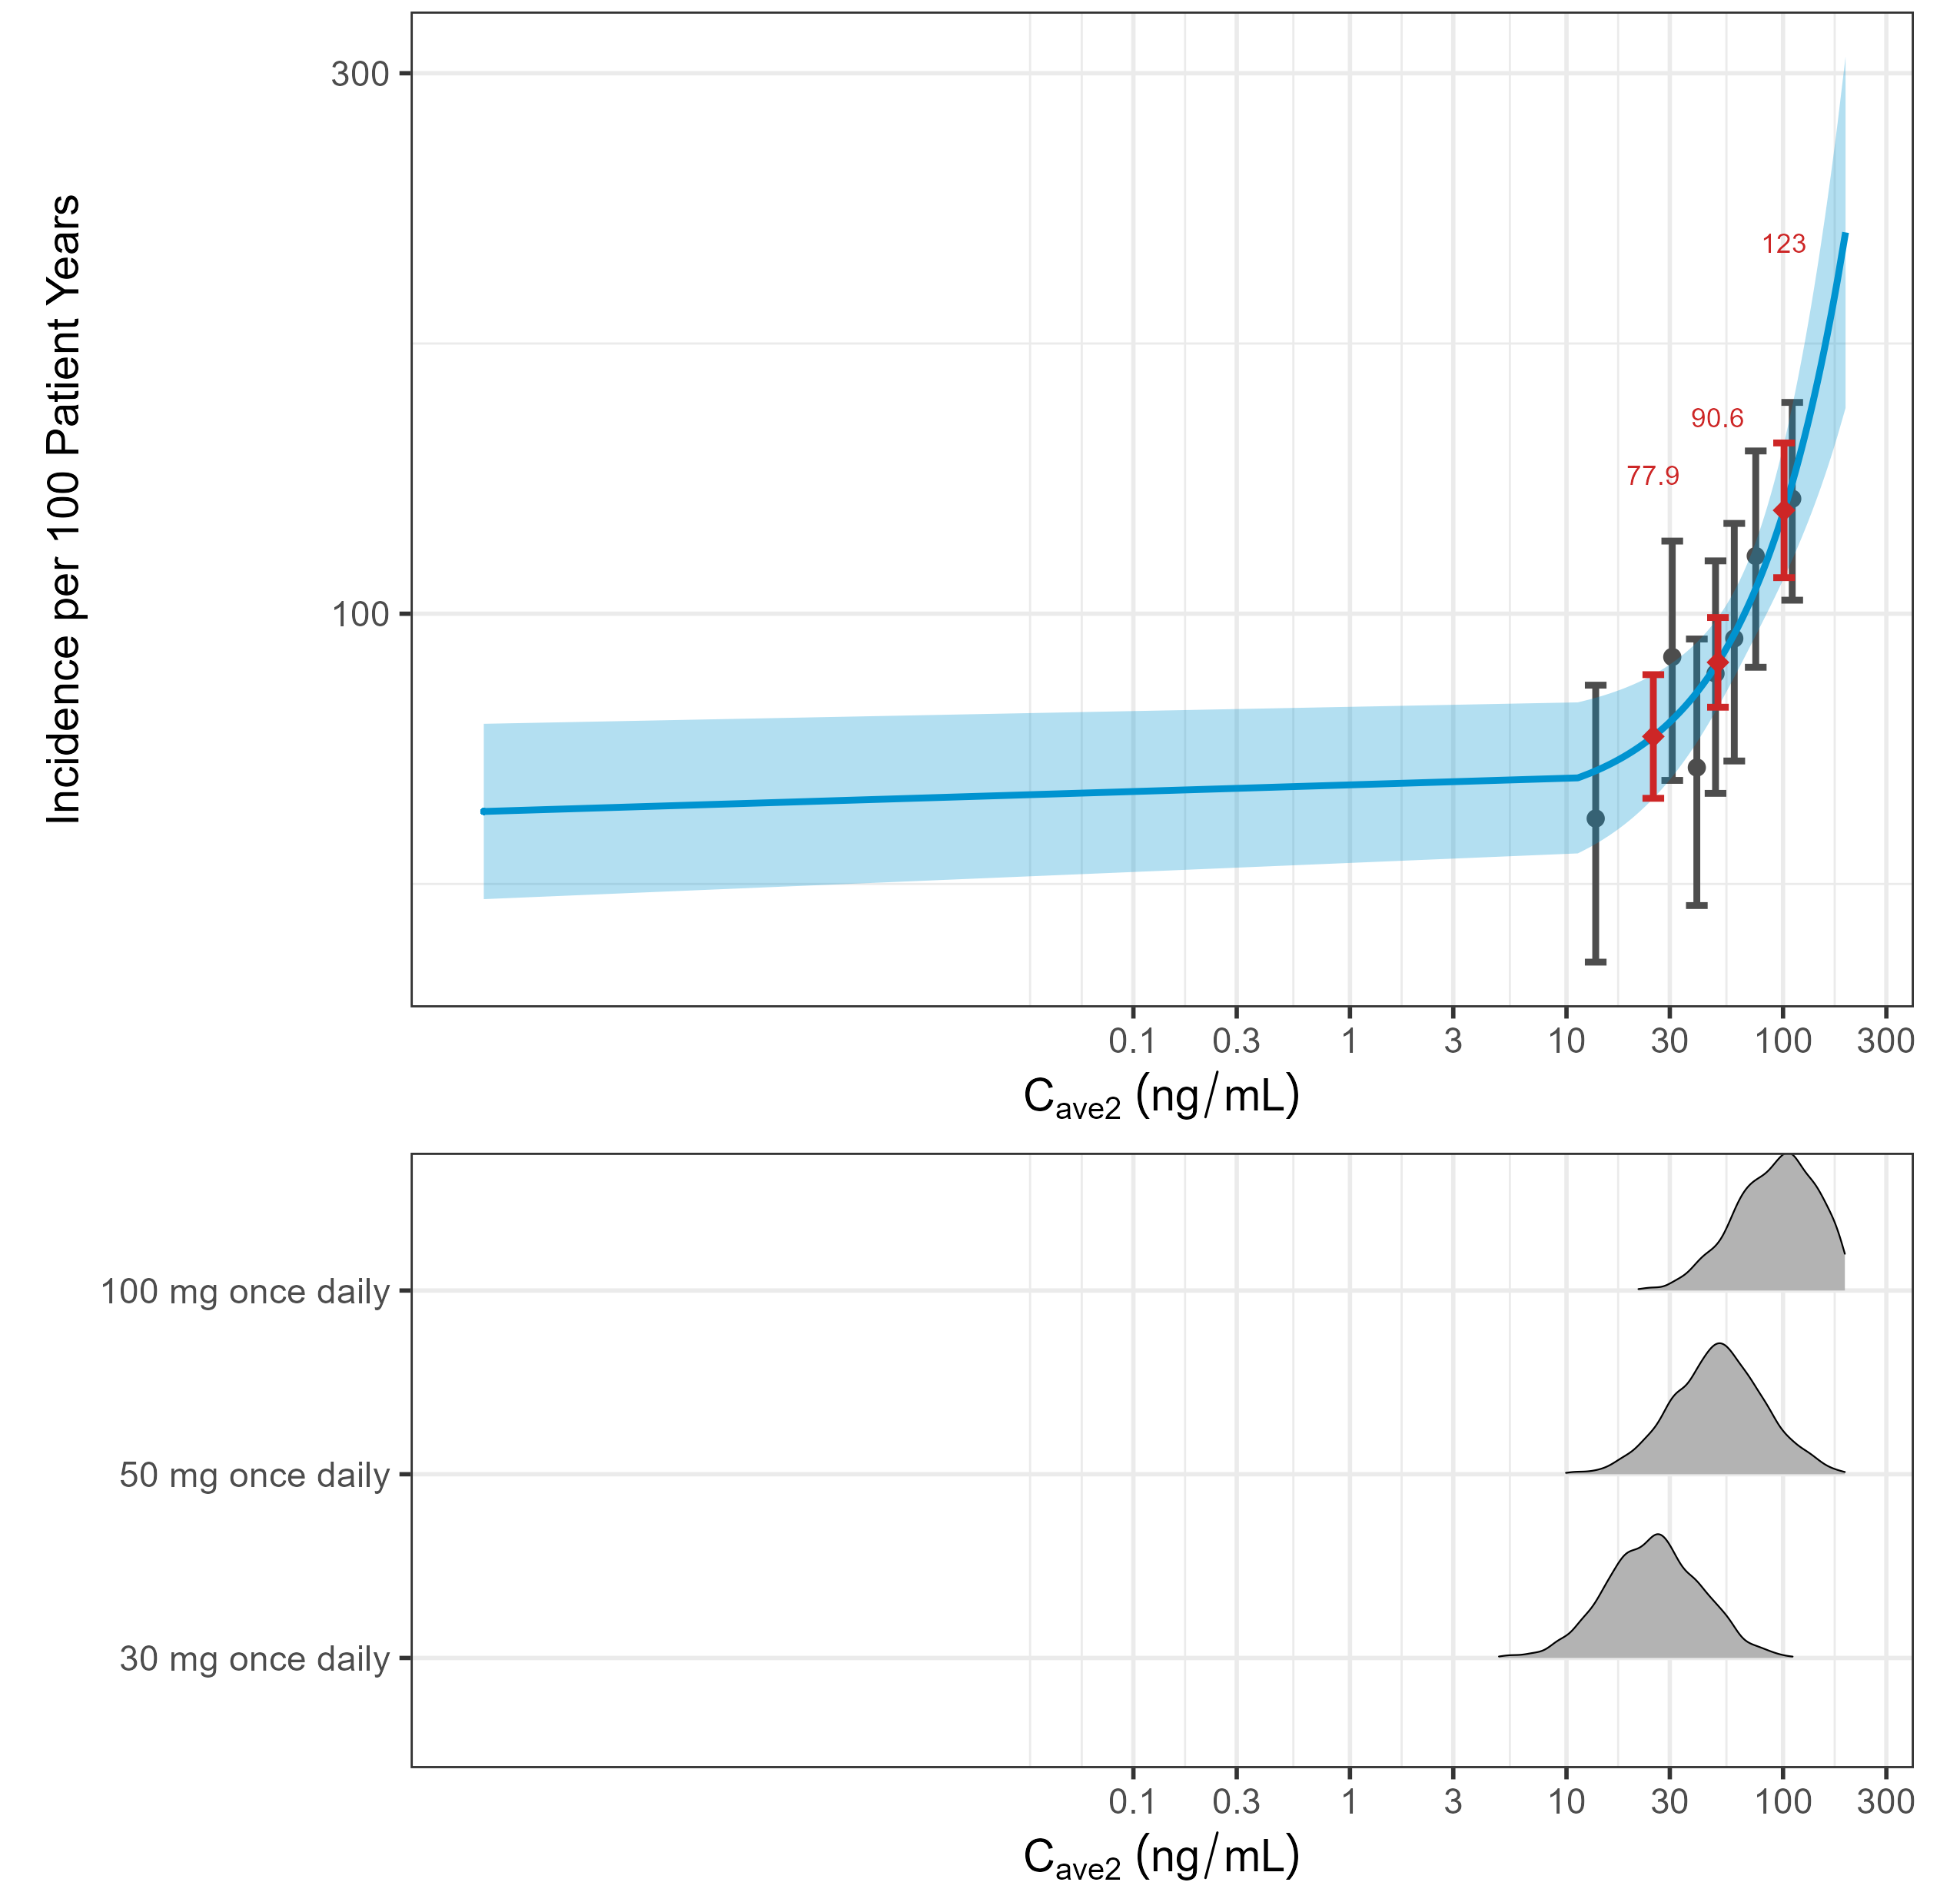 Incidence per 100 Patient Years
300
100
123
90.6
77.9
0.1 0.3 1 3 10 30 100 300
Cave2 (ng/mL)
100 mg once daily
50 mg once daily
30 mg once daily
0.1 0.3 1 3 10 30 100 300
Cave2 (ng/mL)